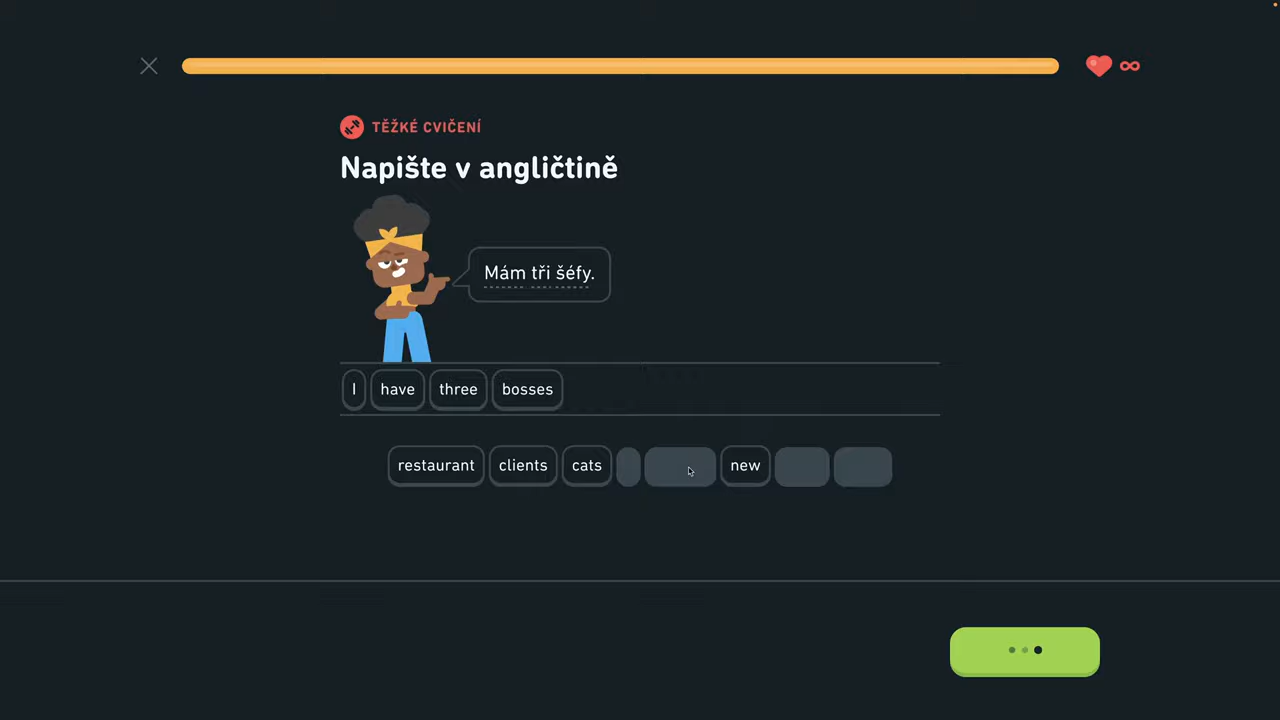 ∞
TĚŽKÉ CVIČENÍ
Napište v angličtině
Mám tři šéfy.
I have three bosses
restaurant clients cats new